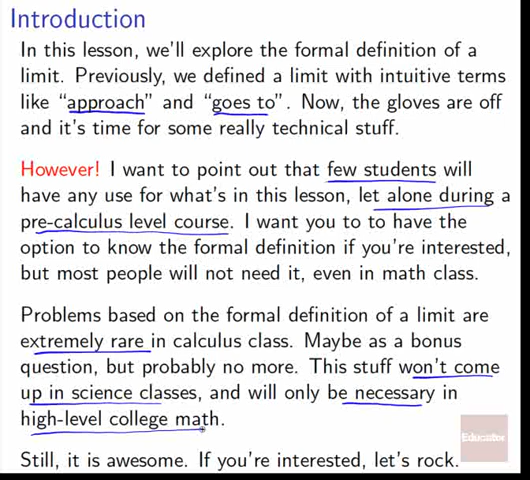 Introduction
In this lesson, we'll explore the formal definition of a
limit. Previously, we defined a limit with intuitive terms
like “approach” and “goes to”. Now, the gloves are off
and it's time for some really technical stuff.
However! I want to point out that few students will
have any use for what's in this lesson, let alone during a
pre-calculus level course. I want you to to have the
option to know the formal definition if you're interested,
but most people will not need it, even in math class.
Problems based on the formal definition of a limit are
extremely rare in calculus class. Maybe as a bonus
question, but probably no more. This stuff won't come
up in science classes, and will only be necessary in
high-level college math.
Educator
Still, it is awesome. If you're interested, let's rock.